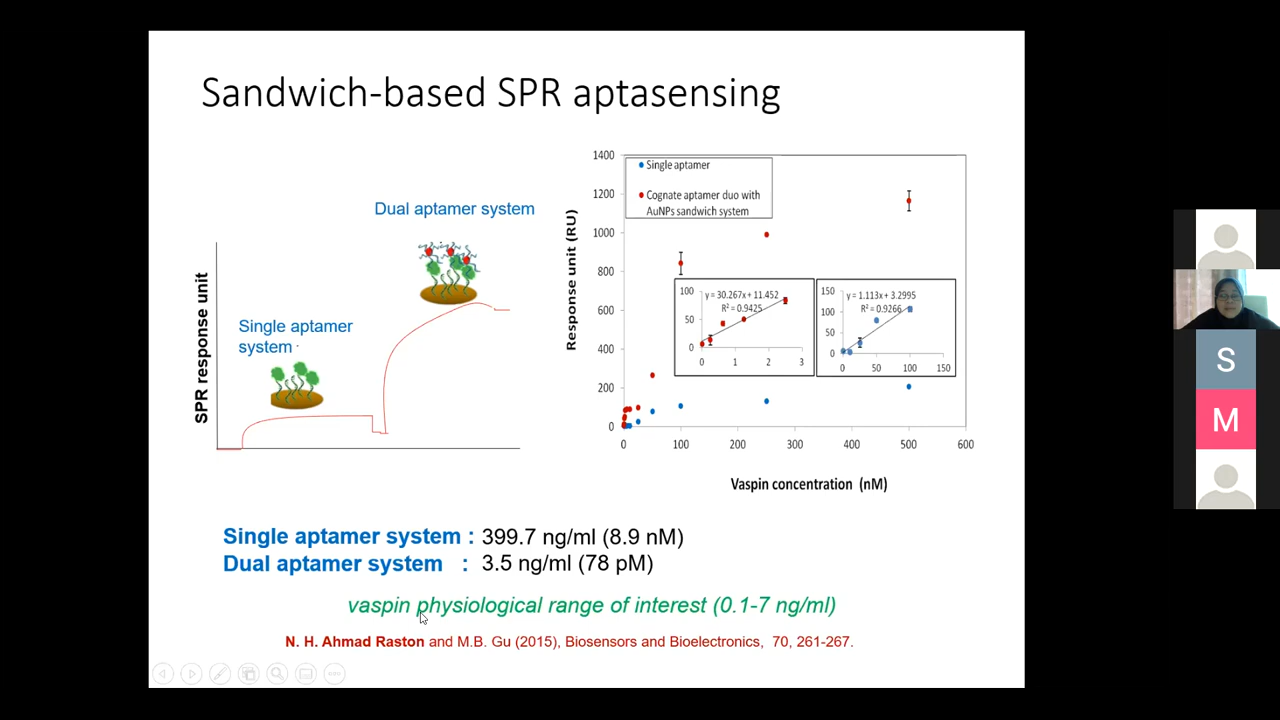 Sandwich-based SPR aptasensing
Dual aptamer system
Single aptamer
system
SPR response unit
Response unit (RU)
1400
1200
1000
800
600
400
200
0
Single aptamer
Cognate aptamer duo with
AuNPs sandwich system
100
50
0
y = 30.267x + 11.452
R² = 0.9425
0 1 2 3
150
100
50
0
y = 1.113x + 3.2995
R² = 0.9266
0 50 100 150
0 100 200 300 400 500 600
Vaspin concentration (nM)
Single aptamer system : 399.7 ng/ml (8.9 nM)
Dual aptamer system : 3.5 ng/ml (78 pM)
vaspin physiological range of interest (0.1-7 ng/ml)
N. H. Ahmad Raston and M.B. Gu (2015), Biosensors and Bioelectronics, 70, 261-267.
S
M